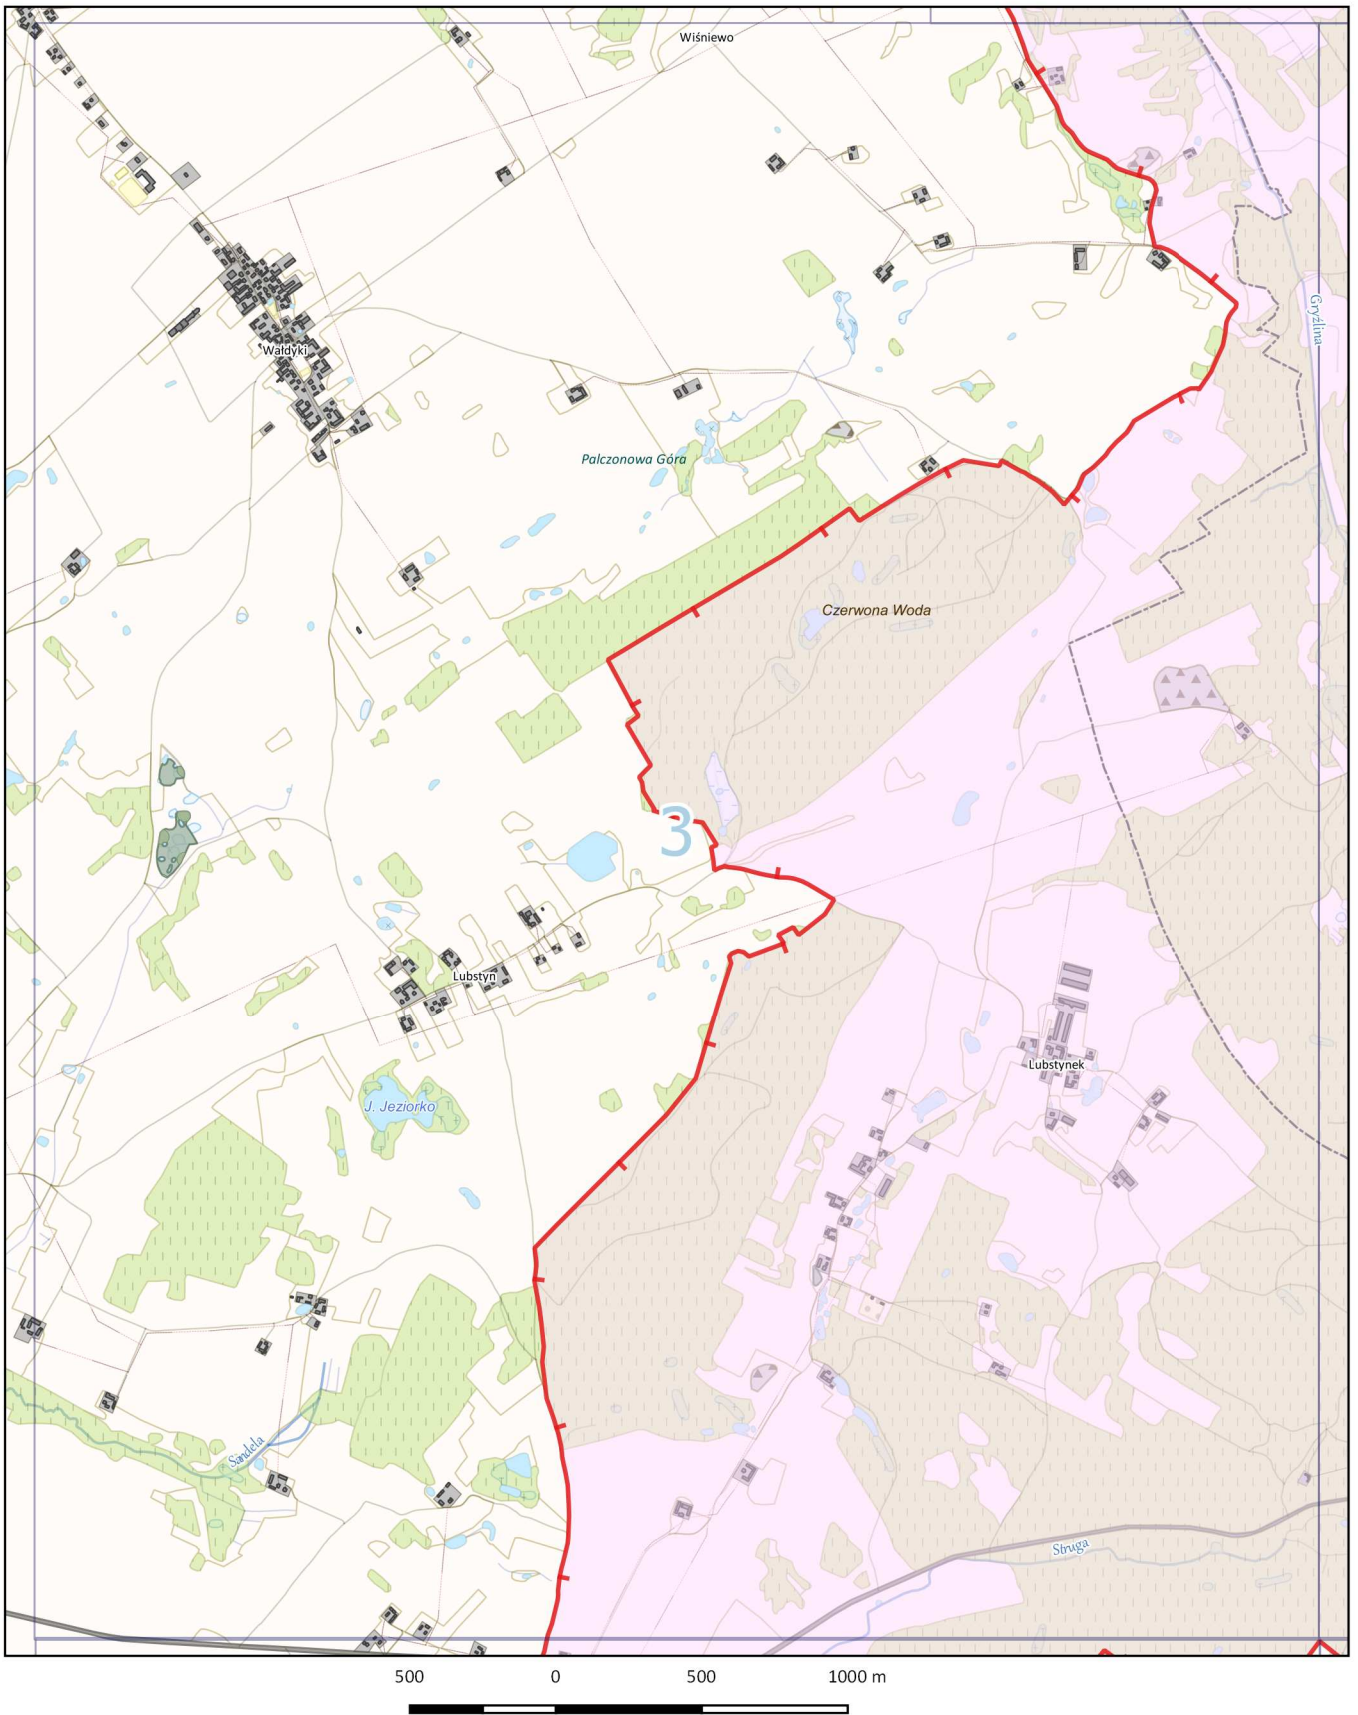 Wiśniewo
Gryźlina
Wałdyki
Palczonowa Góra
Czerwona Woda
3
Lubstyn
Lubstynek
J. Jeziorko
Sandela
Struga
500 0 500 1000 m